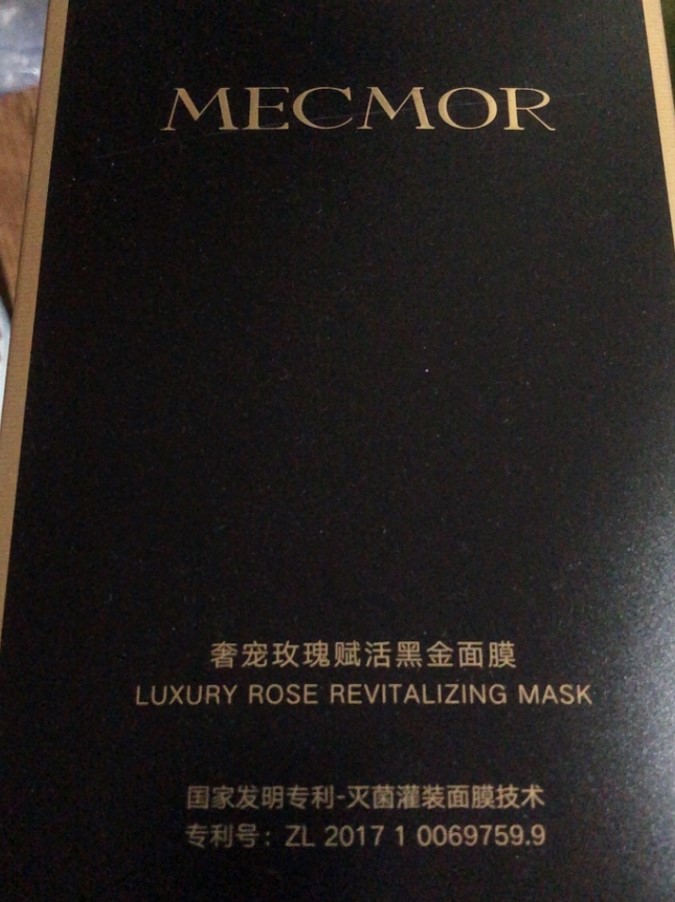 MECMOR
奢宠玫瑰赋活黑金面膜
LUXURY ROSE REVITALIZING MASK
国家发明专利-灭菌灌装面膜技术
专利号：ZL 2017 1 0069759.9